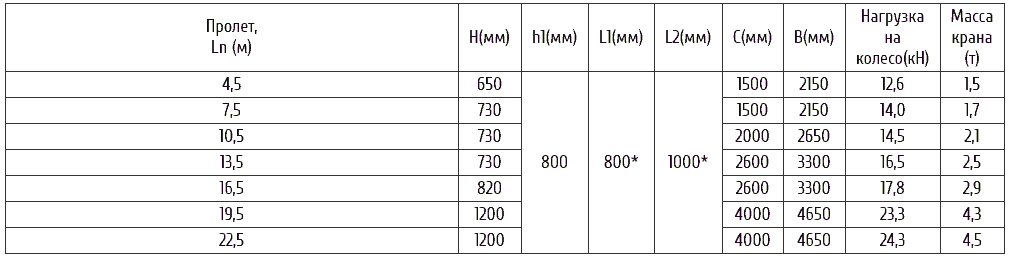 Пролет, Ln (м) H(мм) h1(мм) L1(мм) L2(мм) C(мм) B(мм) Нагрузка на колесо(кН) Масса крана (т)
4,5 650 800 800* 1000* 1500 2150 12,6 1,5
7,5 730 1500 2150 14,0 1,7
10,5 730 2000 2650 14,5 2,1
13,5 730 2600 3300 16,5 2,5
16,5 820 2600 3300 17,8 2,9
19,5 1200 4000 4650 23,3 4,3
22,5 1200 4000 4650 24,3 4,5